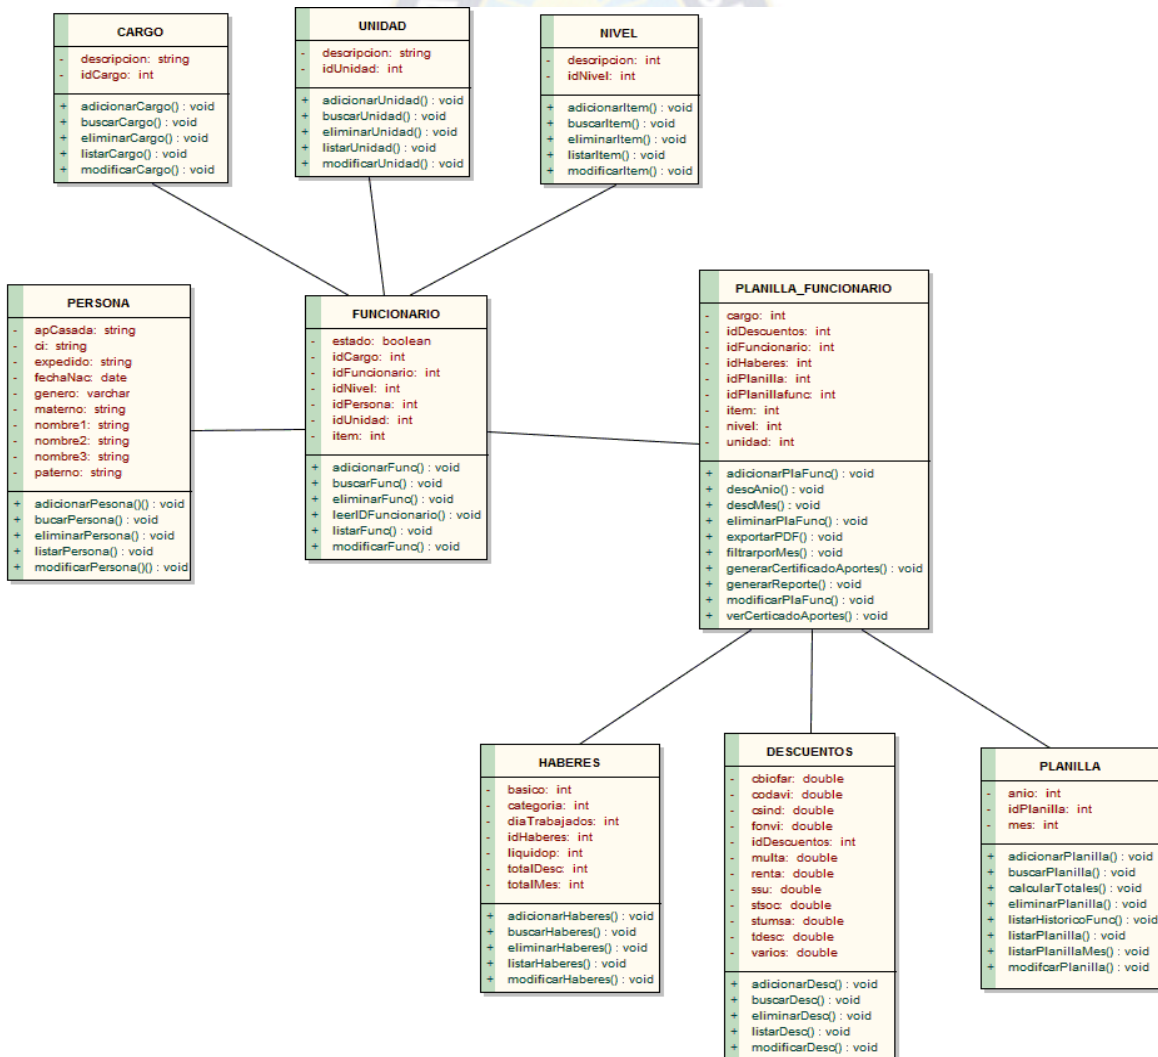 CARGO
- descripcion: string
- idCargo: int
+ adicionarCargo() : void
+ buscarCargo() : void
+ eliminarCargo() : void
+ listarCargo() : void
+ modificarCargo() : void
UNIDAD
- descripcion: string
- idUnidad: int
+ adicionarUnidad() : void
+ buscarUnidad() : void
+ eliminarUnidad() : void
+ listarUnidad() : void
+ modificarUnidad() : void
NIVEL
- descripcion: int
- idNivel: int
+ adicionarItem() : void
+ buscarItem() : void
+ eliminarItem() : void
+ listarItem() : void
+ modificarItem() : void
PERSONA
- apCasada: string
- ci: string
- expedido: string
- fechaNac: date
- genero: varchar
- materno: string
- nombre1: string
- nombre2: string
- nombre3: string
- paterno: string
+ adicionarPesona()() : void
+ bucarPersona() : void
+ eliminarPersona() : void
+ listarPersona() : void
+ modificarPersona()() : void
FUNCIONARIO
- estado: boolean
- idCargo: int
- idFuncionario: int
- idNivel: int
- idPersona: int
- idUnidad: int
- item: int
+ adicionarFunc() : void
+ buscarFunc() : void
+ eliminarFunc() : void
+ leerIDFuncionario() : void
+ listarFunc() : void
+ modificarFunc() : void
PLANILLA_FUNCIONARIO
- cargo: int
- idDescuentos: int
- idFuncionario: int
- idHaberes: int
- idPlanilla: int
- idPlanillafunc: int
- item: int
- nivel: int
- unidad: int
+ adicionarPlaFunc() : void
+ descAnio() : void
+ descMes() : void
+ eliminarPlaFunc() : void
+ exportarPDF() : void
+ filtrarporMes() : void
+ generarCertificadoAportes() : void
+ generarReporte() : void
+ modificarPlaFunc() : void
+ verCerticadoAportes() : void
HABERES
- basico: int
- categoria: int
- diaTrabajados: int
- idHaberes: int
- liquidop: int
- totalDesc: int
- totalMes: int
+ adicionarHaberes() : void
+ buscarHaberes() : void
+ eliminarHaberes() : void
+ listarHaberes() : void
+ modificarHaberes() : void
DESCUENTOS
- cbiofar: double
- codavi: double
- csind: double
- fonvi: double
- idDescuentos: int
- multa: double
- renta: double
- ssu: double
- stsoc: double
- stumsa: double
- tdesc: double
- varios: double
+ adicionarDesc() : void
+ buscarDesc() : void
+ eliminarDesc() : void
+ listarDesc() : void
+ modificarDesc() : void
PLANILLA
- anio: int
- idPlanilla: int
- mes: int
+ adicionarPlanilla() : void
+ buscarPlanilla() : void
+ calcularTotales() : void
+ eliminarPlanilla() : void
+ listarHistoricoFunc() : void
+ listarPlanilla() : void
+ listarPlanillaMes() : void
+ modifcarPlanilla() : void